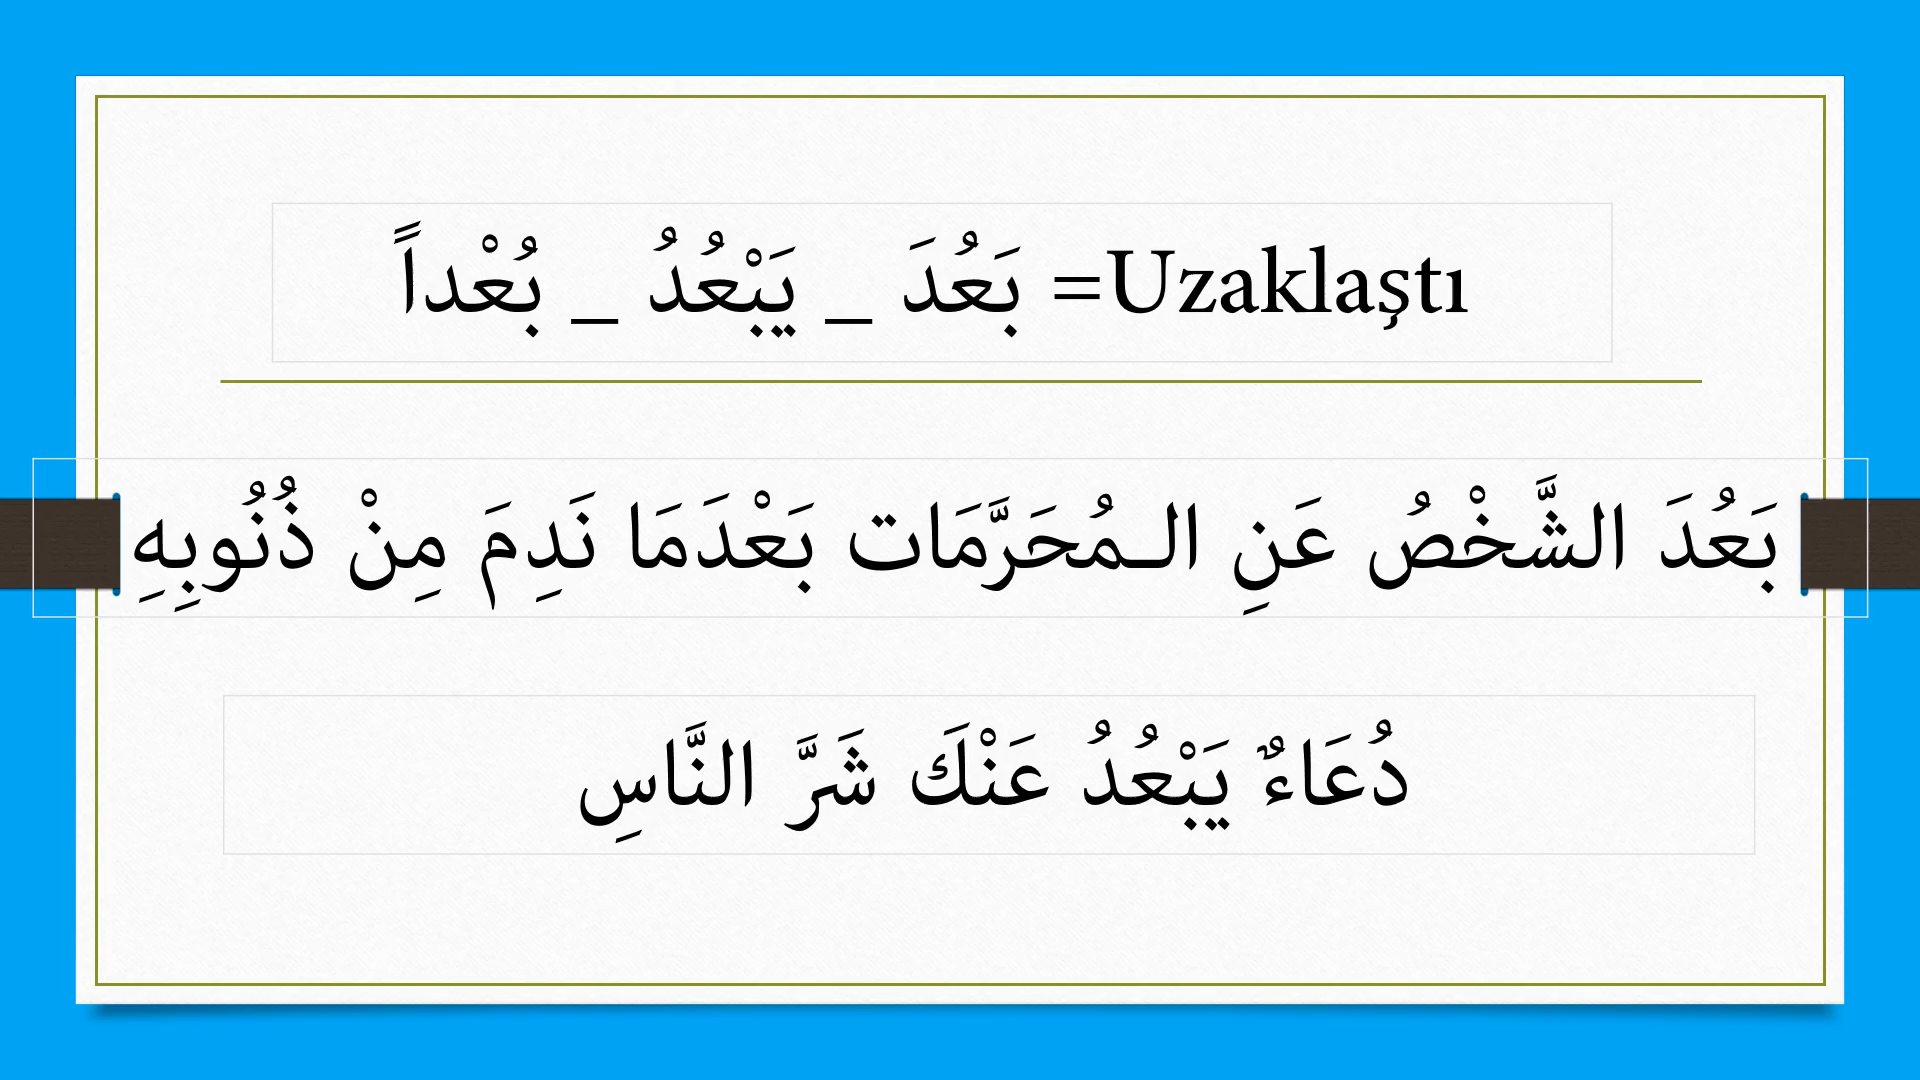 Uzaklaştı= بَعُدَ _ يَبْعُدُ _ بُعْداً
بَعُدَ الشَّخْصُ عَنِ الـمُحَرَّمَات بَعْدَمَا نَدِمَ مِنْ ذُنُوبِهِ
دُعَاءٌ يَبْعُدُ عَنْكَ شَرَّ النَّاسِ